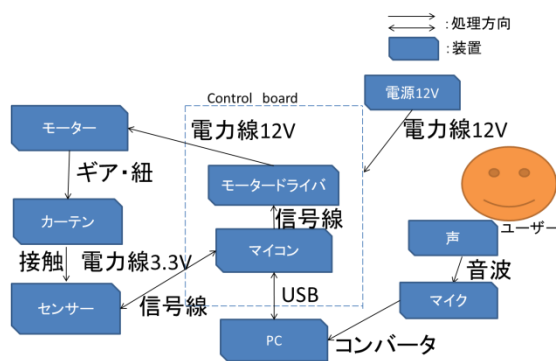 :処理方向
:装置
電源12V
Control board
モーター
電力線12V
電力線12V
ギア・紐
モータードライバ
カーテン
信号線
ユーザー
声
接触
電力線3.3V
マイコン
音波
センサー
信号線
USB
マイク
PC
コンバータ